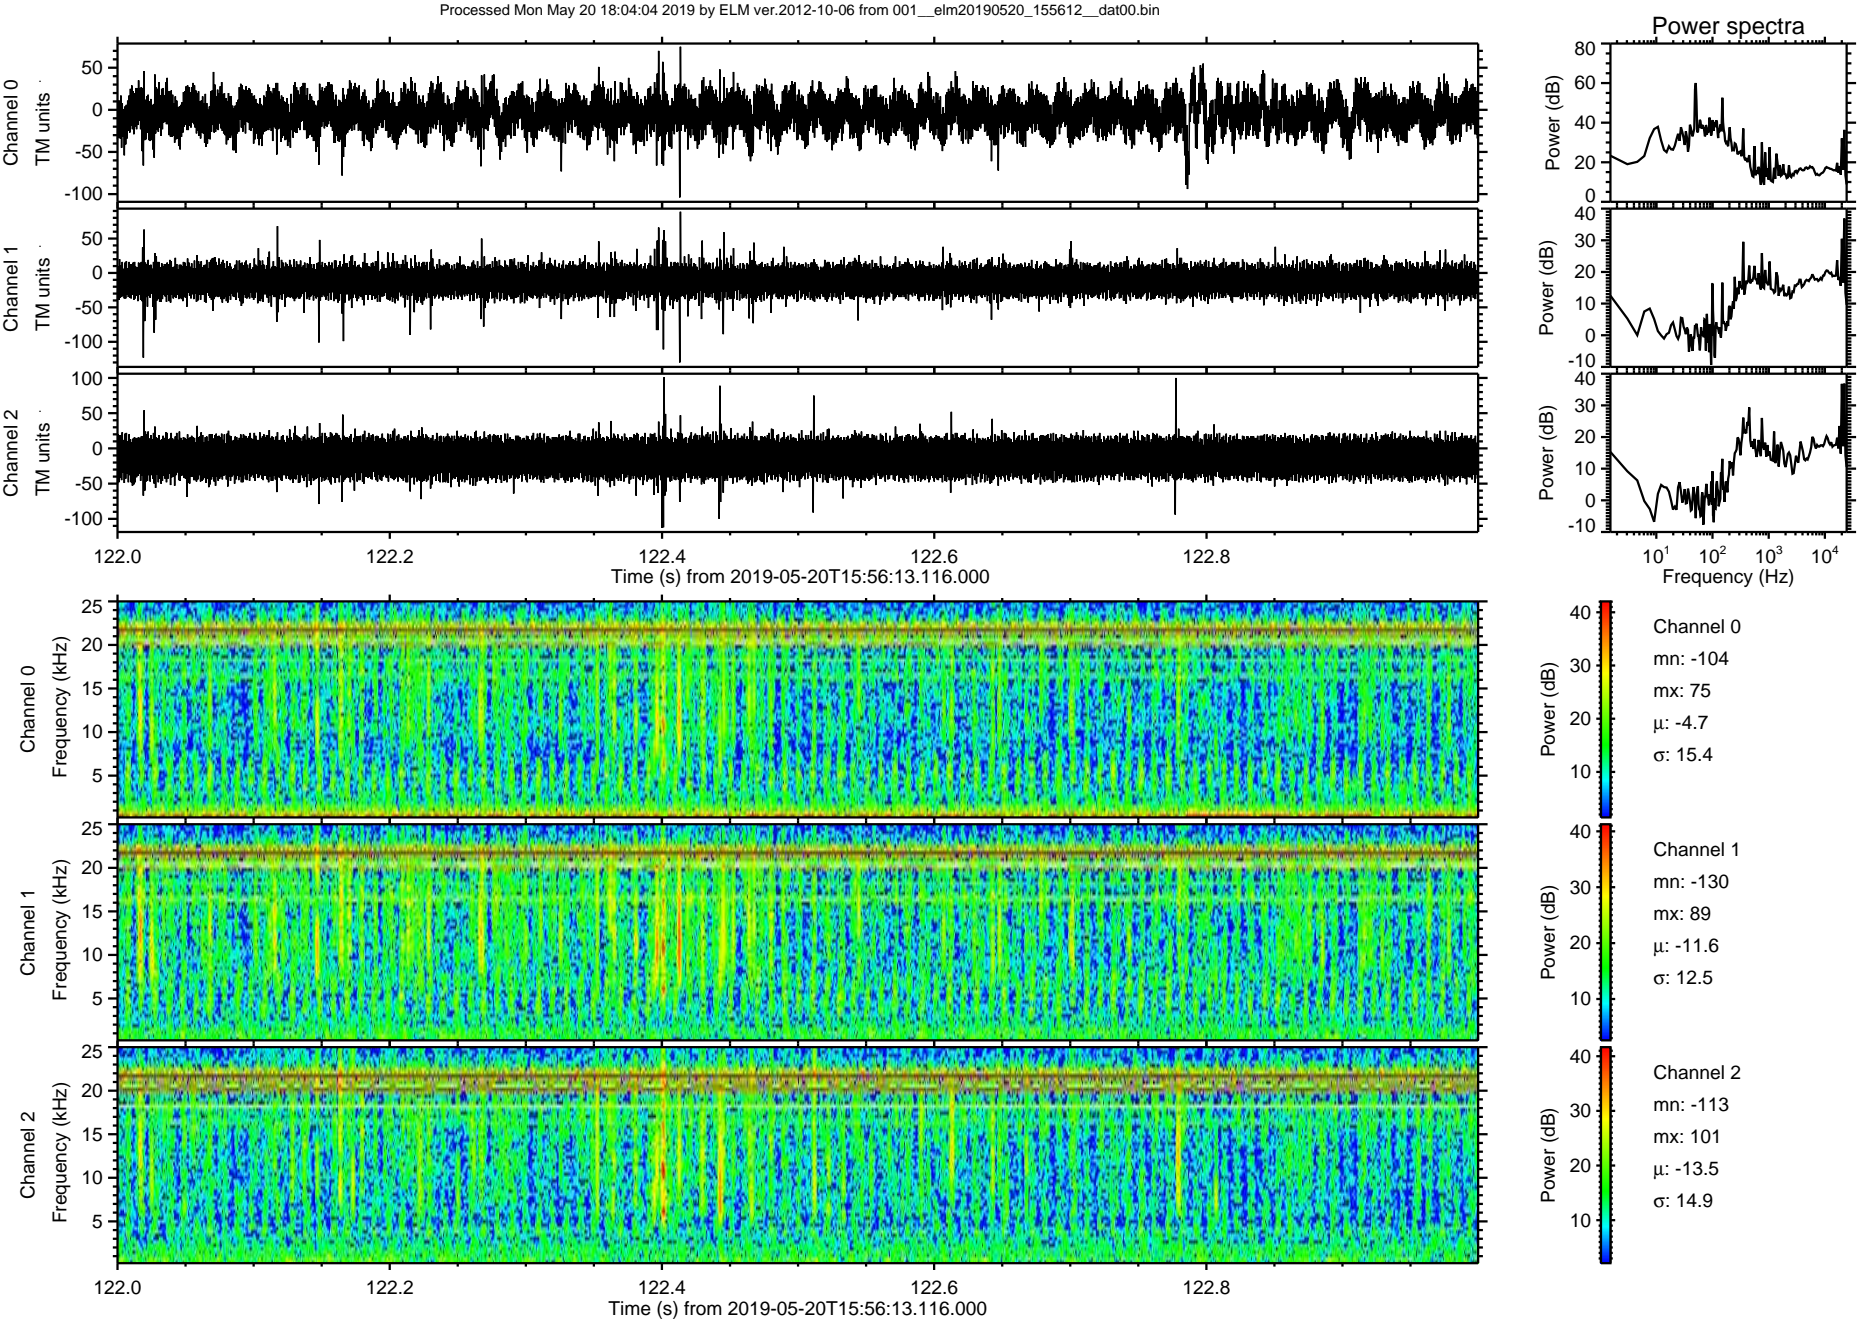 Processed Mon May 20 18:04:04 2019 by ELM ver.2012-10-06 from 001__elm20190520_155612__dat00.bin
Power spectra
Channel 0
TM units
50
0
-50
-100
Power (dB)
80
60
40
20
0
Channel 1
TM units
50
0
-50
-100
Power (dB)
40
30
20
10
0
-10
Channel 2
TM units
100
50
0
-50
-100
Power (dB)
40
30
20
10
0
-10
122.0 122.2 122.4 122.6 122.8
Time (s) from 2019-05-20T15:56:13.116.000
10^1 10^2 10^3 10^4
Frequency (Hz)
Channel 0
Frequency (kHz)
25
20
15
10
5
Power (dB)
40
30
20
10
Channel 0
mn: -104
mx: 75
μ: -4.7
σ: 15.4
Channel 1
Frequency (kHz)
25
20
15
10
5
Power (dB)
40
30
20
10
Channel 1
mn: -130
mx: 89
μ: -11.6
σ: 12.5
Channel 2
Frequency (kHz)
25
20
15
10
5
Power (dB)
40
30
20
10
Channel 2
mn: -113
mx: 101
μ: -13.5
σ: 14.9
122.0 122.2 122.4 122.6 122.8
Time (s) from 2019-05-20T15:56:13.116.000